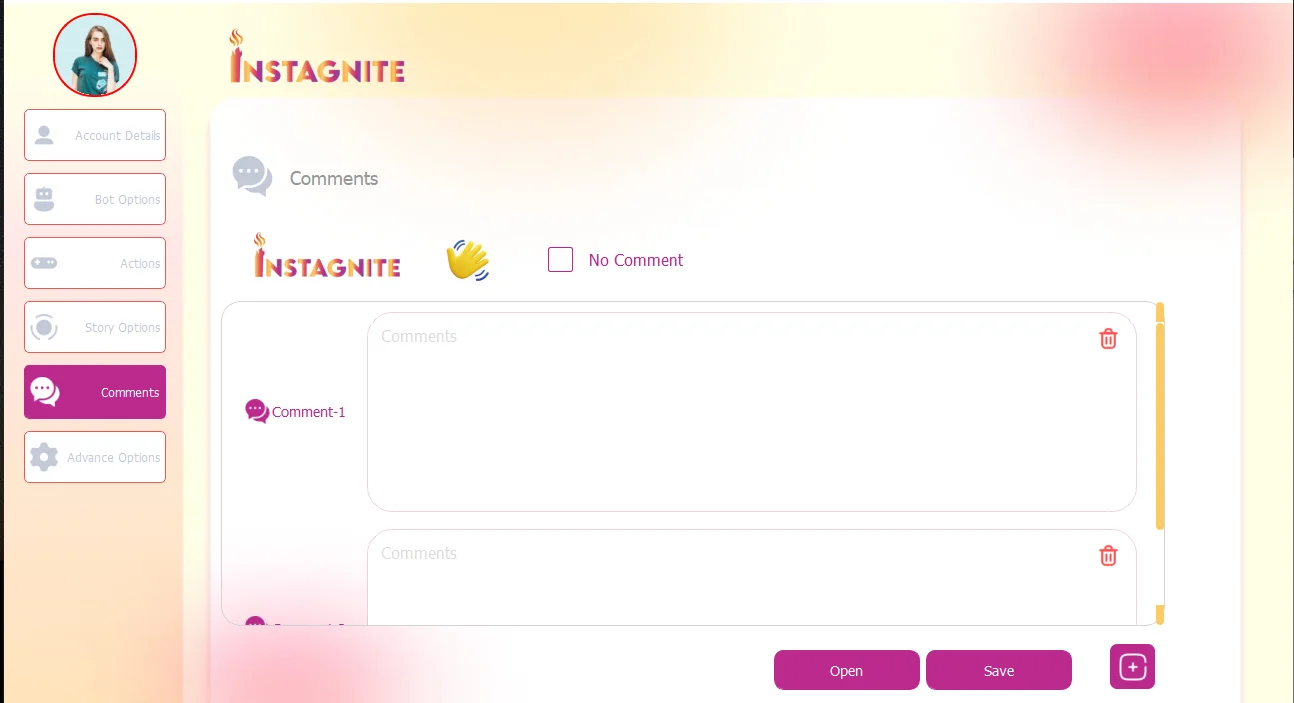 INSTAGNITE
Account Details
Bot Options
Actions
Story Options
Comments
Advance Options
Comments
INSTAGNITE
No Comment
Comment-1
Comments
Comments
Open
Save